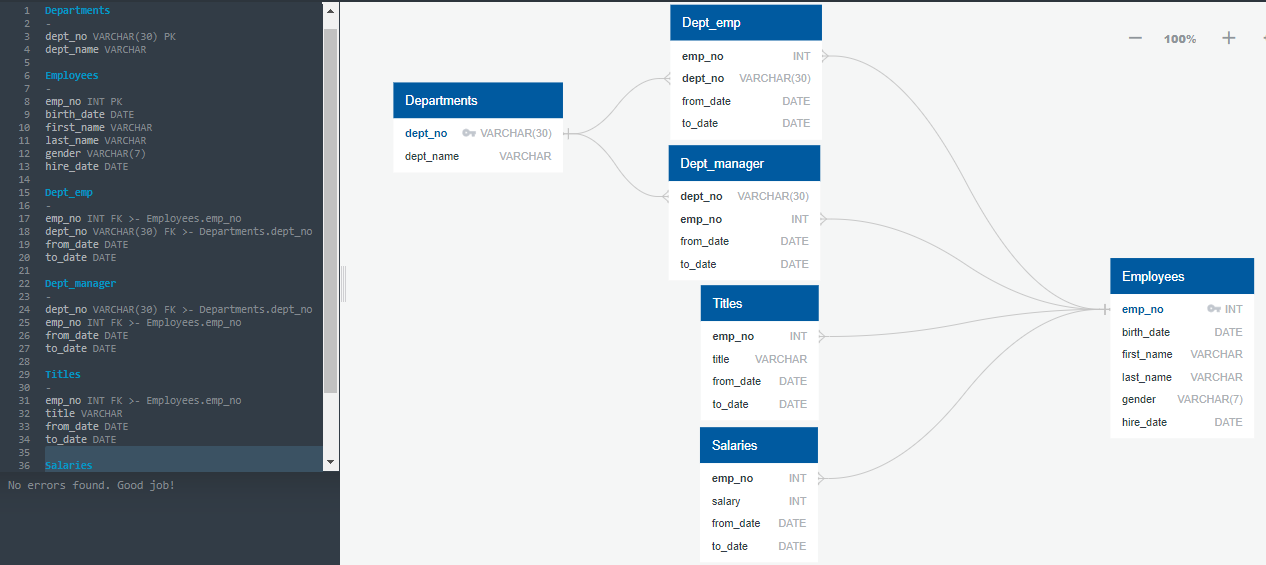 1 Departments
2 -
3 dept_no VARCHAR(30) PK
4 dept_name VARCHAR
5
6 Employees
7 -
8 emp_no INT PK
9 birth_date DATE
10 first_name VARCHAR
11 last_name VARCHAR
12 gender VARCHAR(7)
13 hire_date DATE
14
15 Dept_emp
16 -
17 emp_no INT FK >- Employees.emp_no
18 dept_no VARCHAR(30) FK >- Departments.dept_no
19 from_date DATE
20 to_date DATE
21
22 Dept_manager
23 -
24 dept_no VARCHAR(30) FK >- Departments.dept_no
25 emp_no INT FK >- Employees.emp_no
26 from_date DATE
27 to_date DATE
28
29 Titles
30 -
31 emp_no INT FK >- Employees.emp_no
32 title VARCHAR
33 from_date DATE
34 to_date DATE
35
36 Salaries
No errors found. Good job!
Departments
dept_no VARCHAR(30)
dept_name VARCHAR
Dept_emp
emp_no INT
dept_no VARCHAR(30)
from_date DATE
to_date DATE
Dept_manager
dept_no VARCHAR(30)
emp_no INT
from_date DATE
to_date DATE
Titles
emp_no INT
title VARCHAR
from_date DATE
to_date DATE
Salaries
emp_no INT
salary INT
from_date DATE
to_date DATE
100%
Employees
emp_no INT
birth_date DATE
first_name VARCHAR
last_name VARCHAR
gender VARCHAR(7)
hire_date DATE